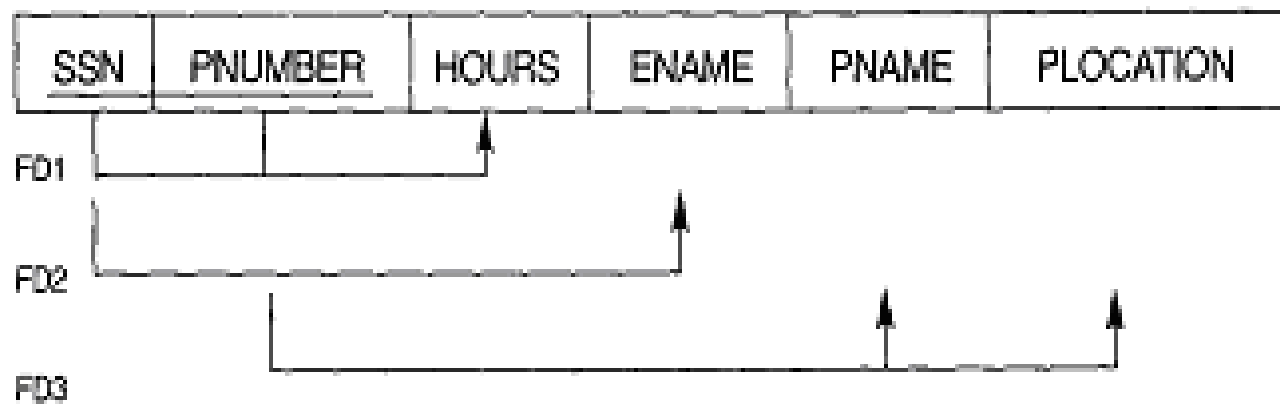 SSN PNUMBER HOURS ENAME PNAME PLOCATION
FD1
FD2
FD3